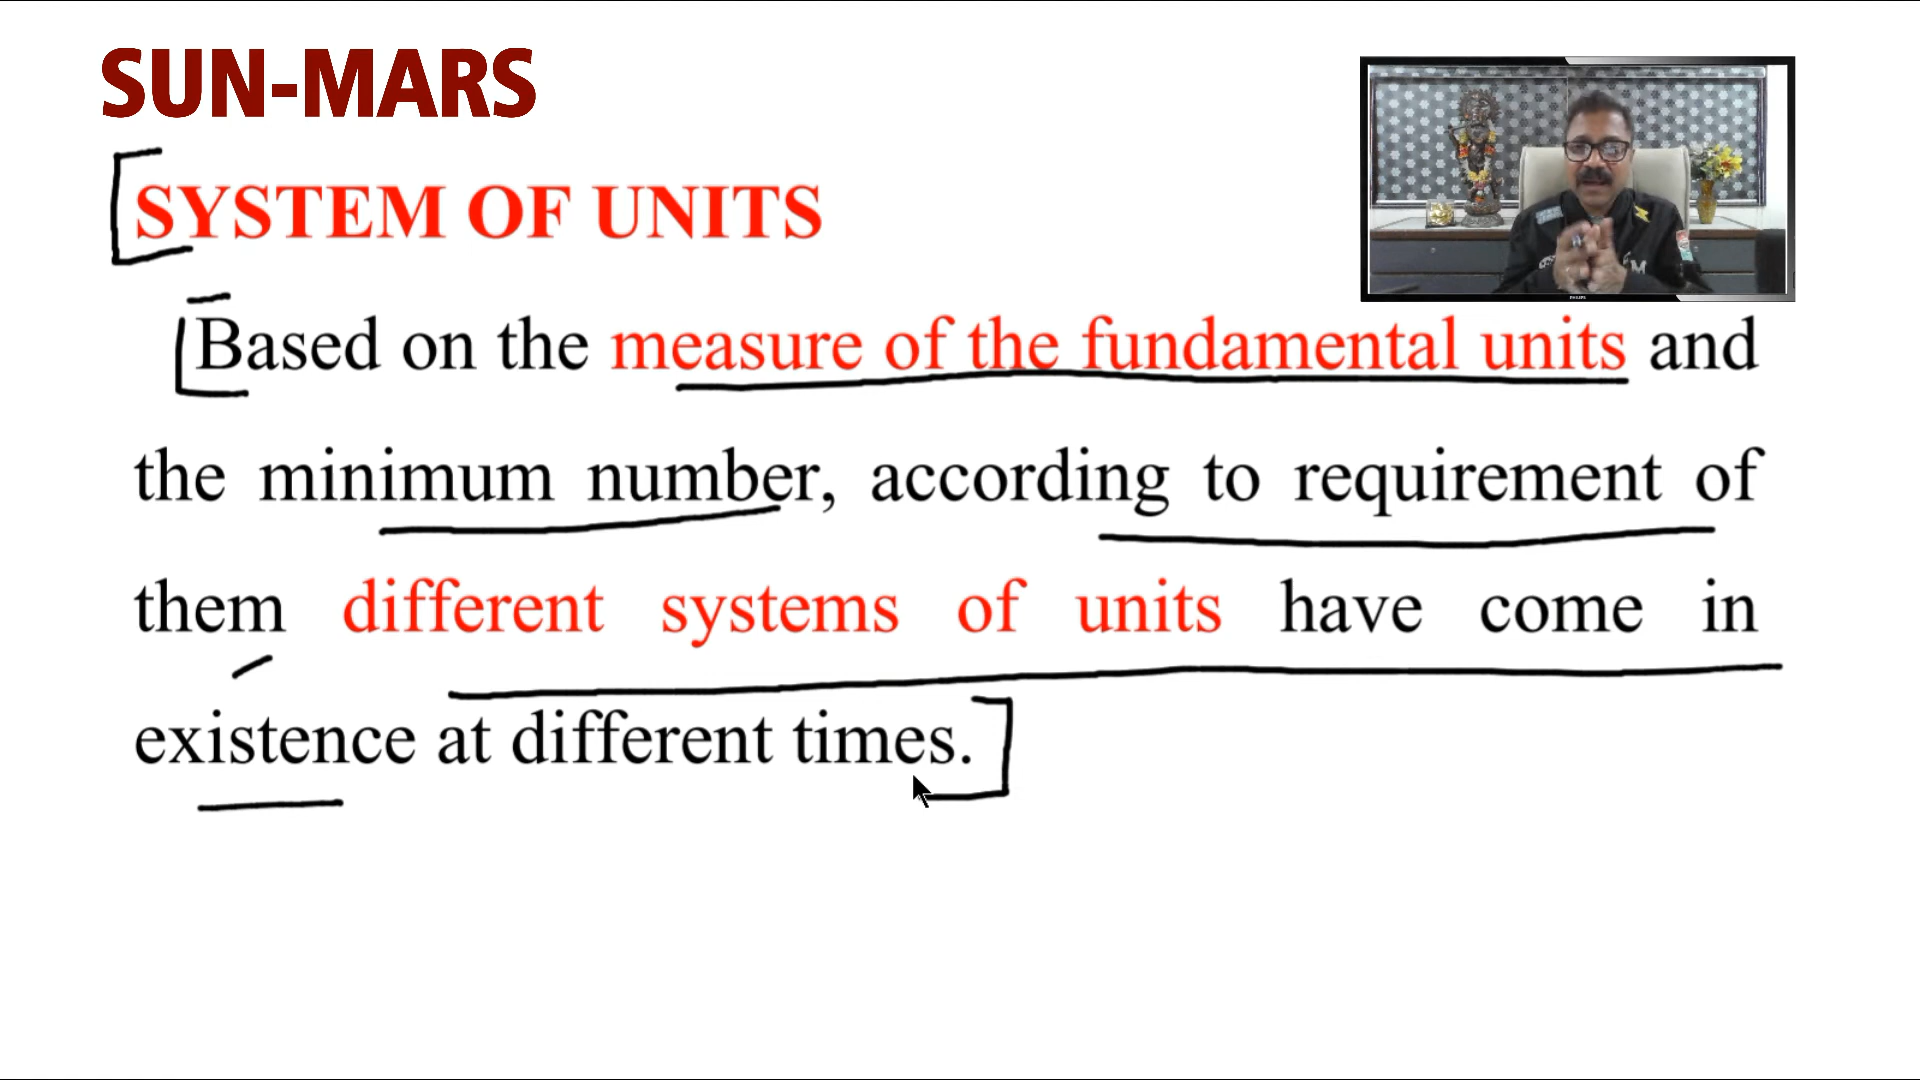 SUN-MARS
SYSTEM OF UNITS
Based on the measure of the fundamental units and
the minimum number, according to requirement of
them different systems of units have come in
existence at different times.